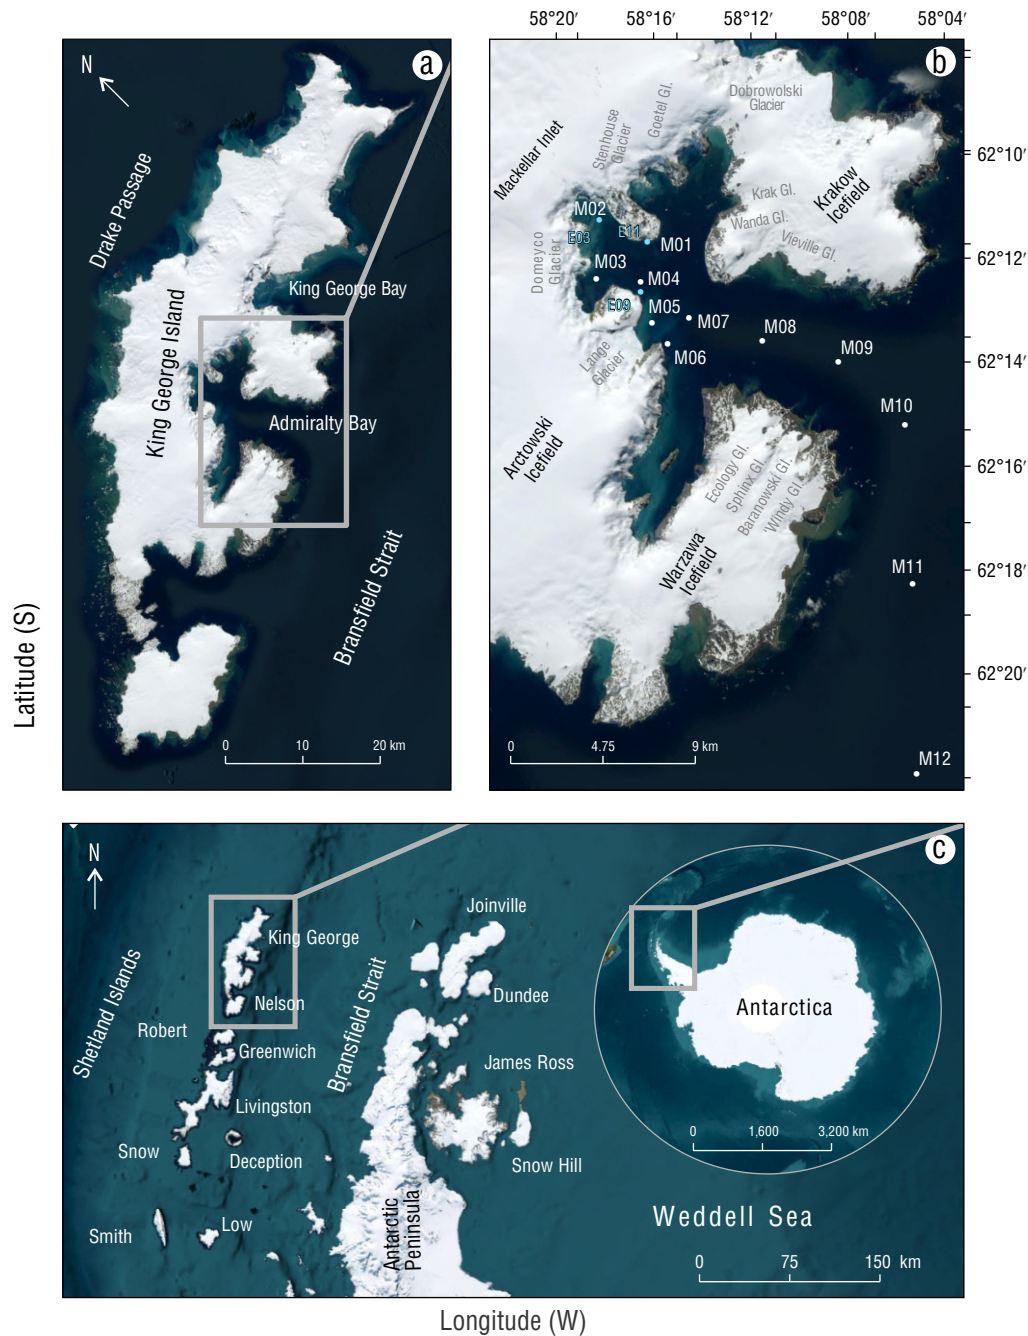 58°20′ 58°16′ 58°12′ 58°08′ 58°04′
a
N
Drake Passage
King George Bay
King George Island
Admiralty Bay
Bransfield Strait
0 10 20 km
Latitude (S)
b
Dobrowolski
Glacier
Goetel Gl.
Stenhouse
Glacier
Mackellar Inlet
62°10′
Krakow
Icefield
Krak Gl.
Wanda Gl.
Vieville Gl.
M02
E03
E11
M01
Domeyco
Glacier
62°12′
M03
M04
E09
M05
M07
M08
M09
M06
Lange
Glacier
62°14′
M10
Arctowski
Icefield
Ecology Gl.
Sphinx Gl.
Baranowski Gl.
'Windy Gl.'
62°16′
Warzawa
Icefield
M11
62°18′
62°20′
0 4.75 9 km
M12
c
N
Joinville
King George
Shetland Islands
Bransfield Strait
Nelson
Dundee
Robert
Greenwich
Antarctica
James Ross
Livingston
0 1,600 3,200 km
Snow
Deception
Snow Hill
Antarctic
Peninsula
Weddell Sea
Smith
Low
0 75 150 km
Longitude (W)